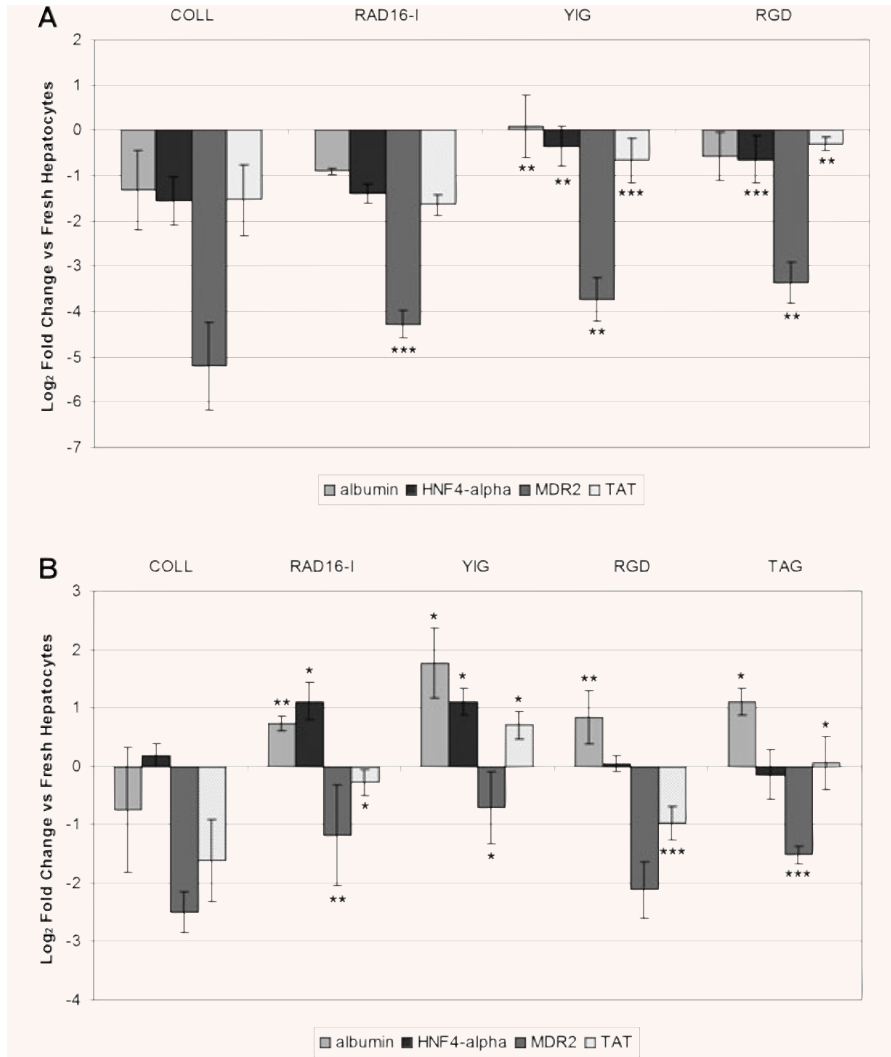 A
COLL RAD16-I YIG RGD
Log2 Fold Change vs Fresh Hepatocytes
2
1
0
-1
-2
-3
-4
-5
-6
-7
** ** *** *** ** **
*** ** **
albumin HNF4-alpha MDR2 TAT
B
COLL RAD16-I YIG RGD TAG
Log2 Fold Change vs Fresh Hepatocytes
3
2
1
0
-1
-2
-3
-4
** * * * * ** * *
* ** * *** ***
albumin HNF4-alpha MDR2 TAT